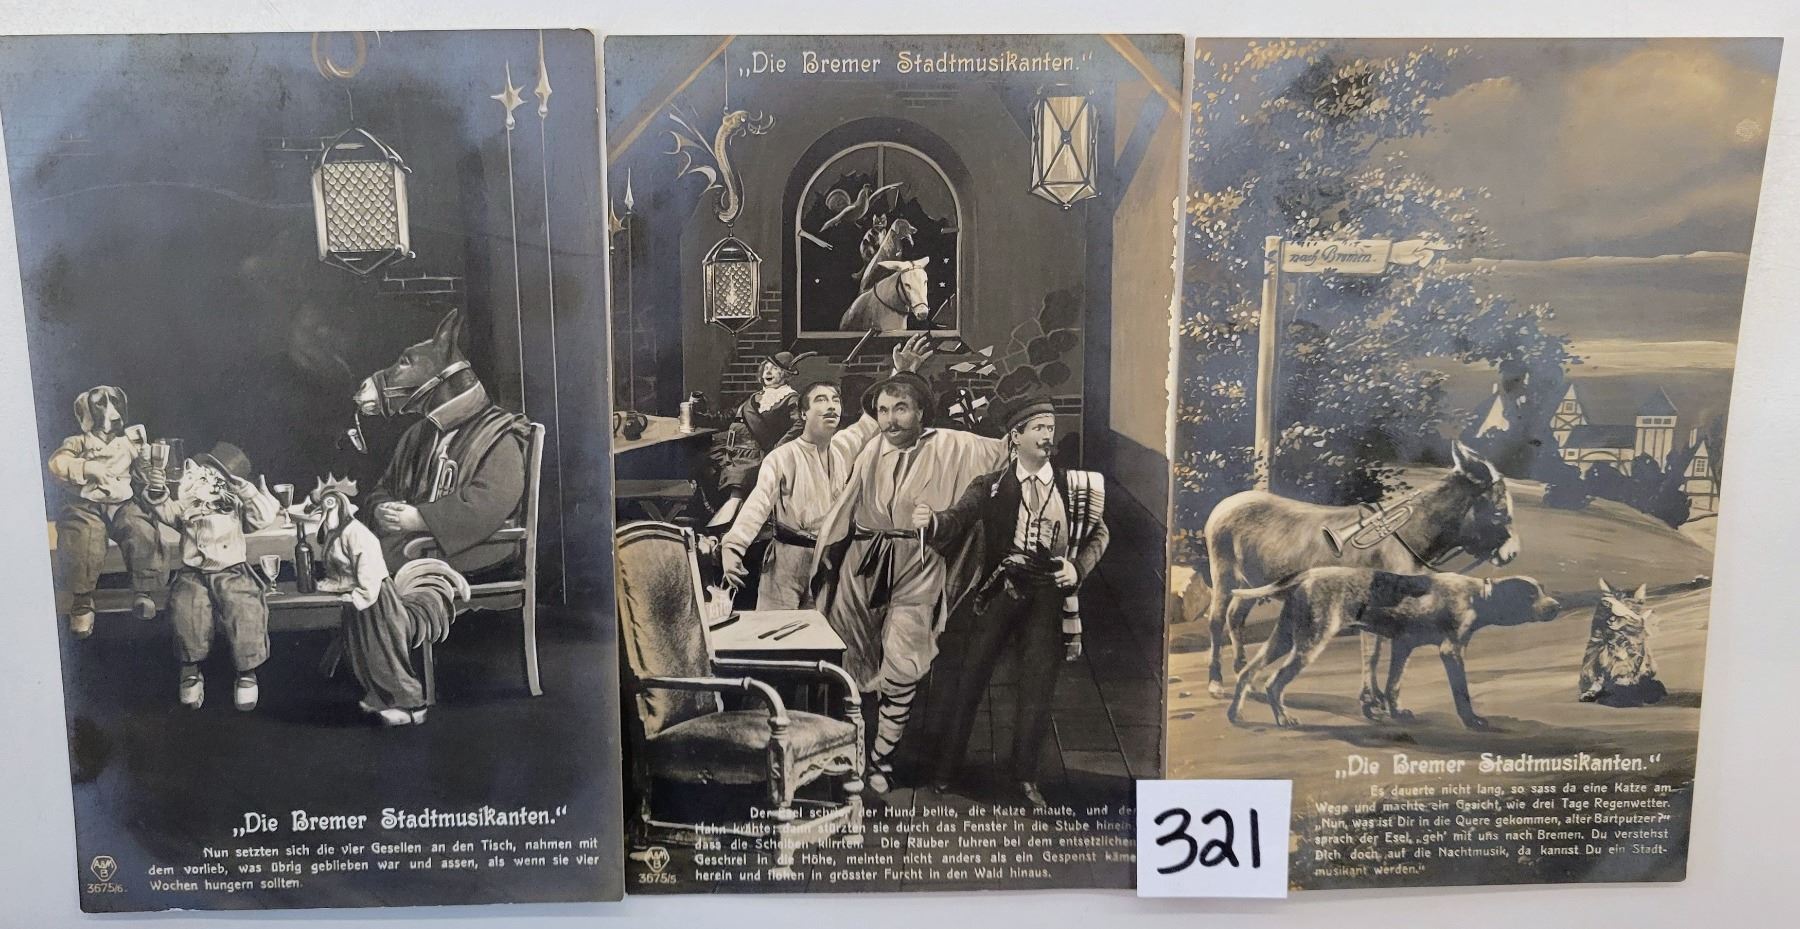 „Die Bremer Stadtmusikanten.“
Nun setzten sich die vier Gesellen an den Tisch, nahmen mit
dem vorlieb, was übrig geblieben war und assen, als wenn sie vier
Wochen hungern sollten.
A&M
B
3675/6.
„Die Bremer Stadtmusikanten.“
Der Esel schrie, der Hund bellte, die Katze miaute, und der
Hahn krähte; dann stürzten sie durch das Fenster in die Stube hinein,
dass die Scheiben klirrten. Die Räuber fuhren bei dem entsetzlichen
Geschrei in die Höhe, meinten nicht anders als ein Gespenst käme
herein und flohen in grösster Furcht in den Wald hinaus.
A&M
B
3675/5.
nach Bremen.
„Die Bremer Stadtmusikanten.“
Es dauerte nicht lang, so sass da eine Katze am
Wege und machte ein Gesicht, wie drei Tage Regenwetter.
„Nun, was ist Dir in die Quere gekommen, alter Bartputzer?“
sprach der Esel, „geh' mit uns nach Bremen. Du verstehst
Dich doch auf die Nachtmusik, da kannst Du ein Stadt-
musikant werden.“
321